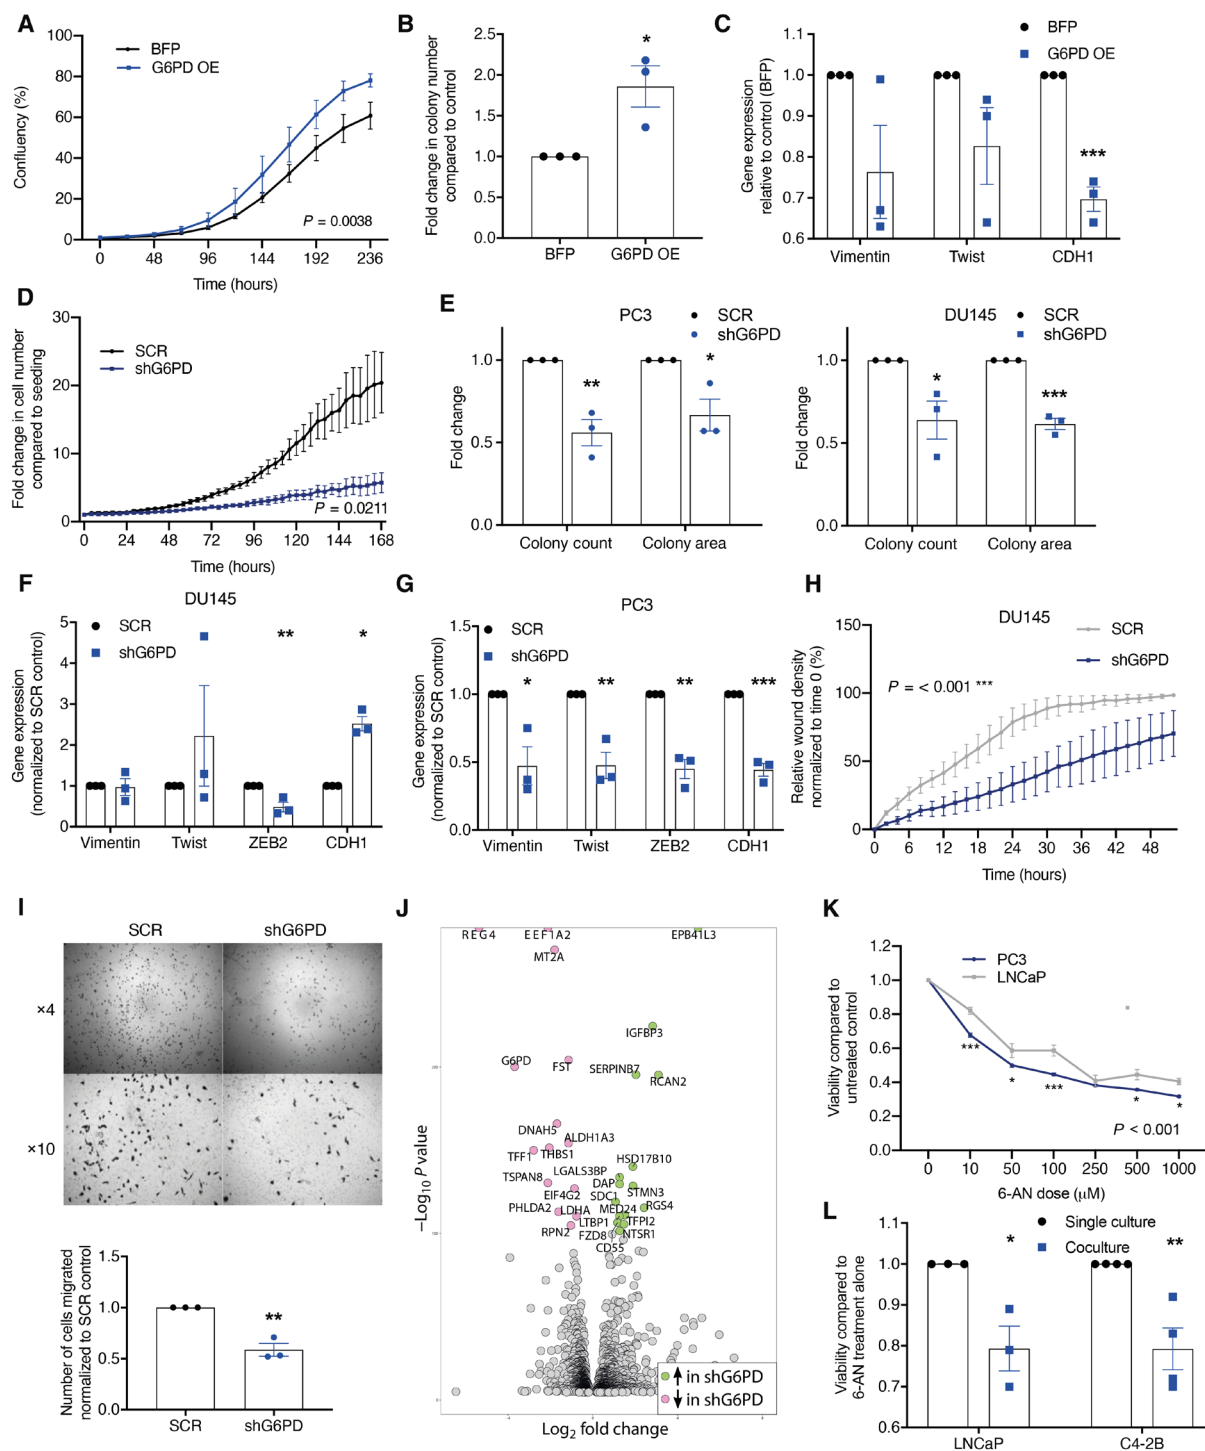 A
100
80
60
40
20
0
Confluency (%)
BFP
G6PD OE
P = 0.0038
0 48 96 144 192 236
Time (hours)
B
2.5
2.0
1.5
1.0
0.5
0.0
Fold change in colony number
compared to control
*
BFP G6PD OE
C
BFP
G6PD OE
1.1
1.0
0.9
0.8
0.7
0.6
Gene expression
relative to control (BFP)
***
Vimentin Twist CDH1
D
30
20
10
0
Fold change in cell number
compared to seeding
SCR
shG6PD
P = 0.0211
0 24 48 72 96 120 144 168
Time (hours)
E
PC3
SCR
shG6PD
1.0
0.5
0.0
Fold change
**
*
Colony count Colony area
DU145
SCR
shG6PD
1.0
0.5
0.0
Fold change
*
***
Colony count Colony area
F
DU145
SCR
shG6PD
5
4
3
2
1
0
Gene expression
(normalized to SCR control)
** *
Vimentin Twist ZEB2 CDH1
G
PC3
SCR
shG6PD
1.5
1.0
0.5
0.0
Gene expression
(normalized to SCR control)
* ** ** ***
Vimentin Twist ZEB2 CDH1
H
DU145
SCR
shG6PD
150
100
50
0
Relative wound density
normalized to time 0 (%)
P = < 0.001 ***
0 6 12 18 24 30 36 42 48
Time (hours)
I
SCR shG6PD
×4
×10
1.5
1.0
0.5
0.0
Number of cells migrated
normalized to SCR control
**
SCR shG6PD
J
REG4 EEF1A2 EPB41L3
MT2A
IGFBP3
G6PD FST SERPINB7 RCAN2
DNAH5 ALDH1A3
TFF1 THBS1 HSD17B10
TSPAN8 LGALS3BP DAP
EIF4G2 SDC1 STMN3
PHLDA2 LDHA MED24 RGS4
LTBP1 TFPI2
RPN2 FZD8 NTSR1
CD55
−Log10 P value
in shG6PD
in shG6PD
Log2 fold change
K
1.2
1.0
0.8
0.6
0.4
0.2
0.0
Viability compared to
untreated control
PC3
LNCaP
*** * *** * *
P < 0.001
0 10 50 100 250 500 1000
6-AN dose (μM)
L
Single culture
Coculture
1.1
1.0
0.9
0.8
0.7
0.6
Viability compared to
6-AN treatment alone
* **
LNCaP C4-2B